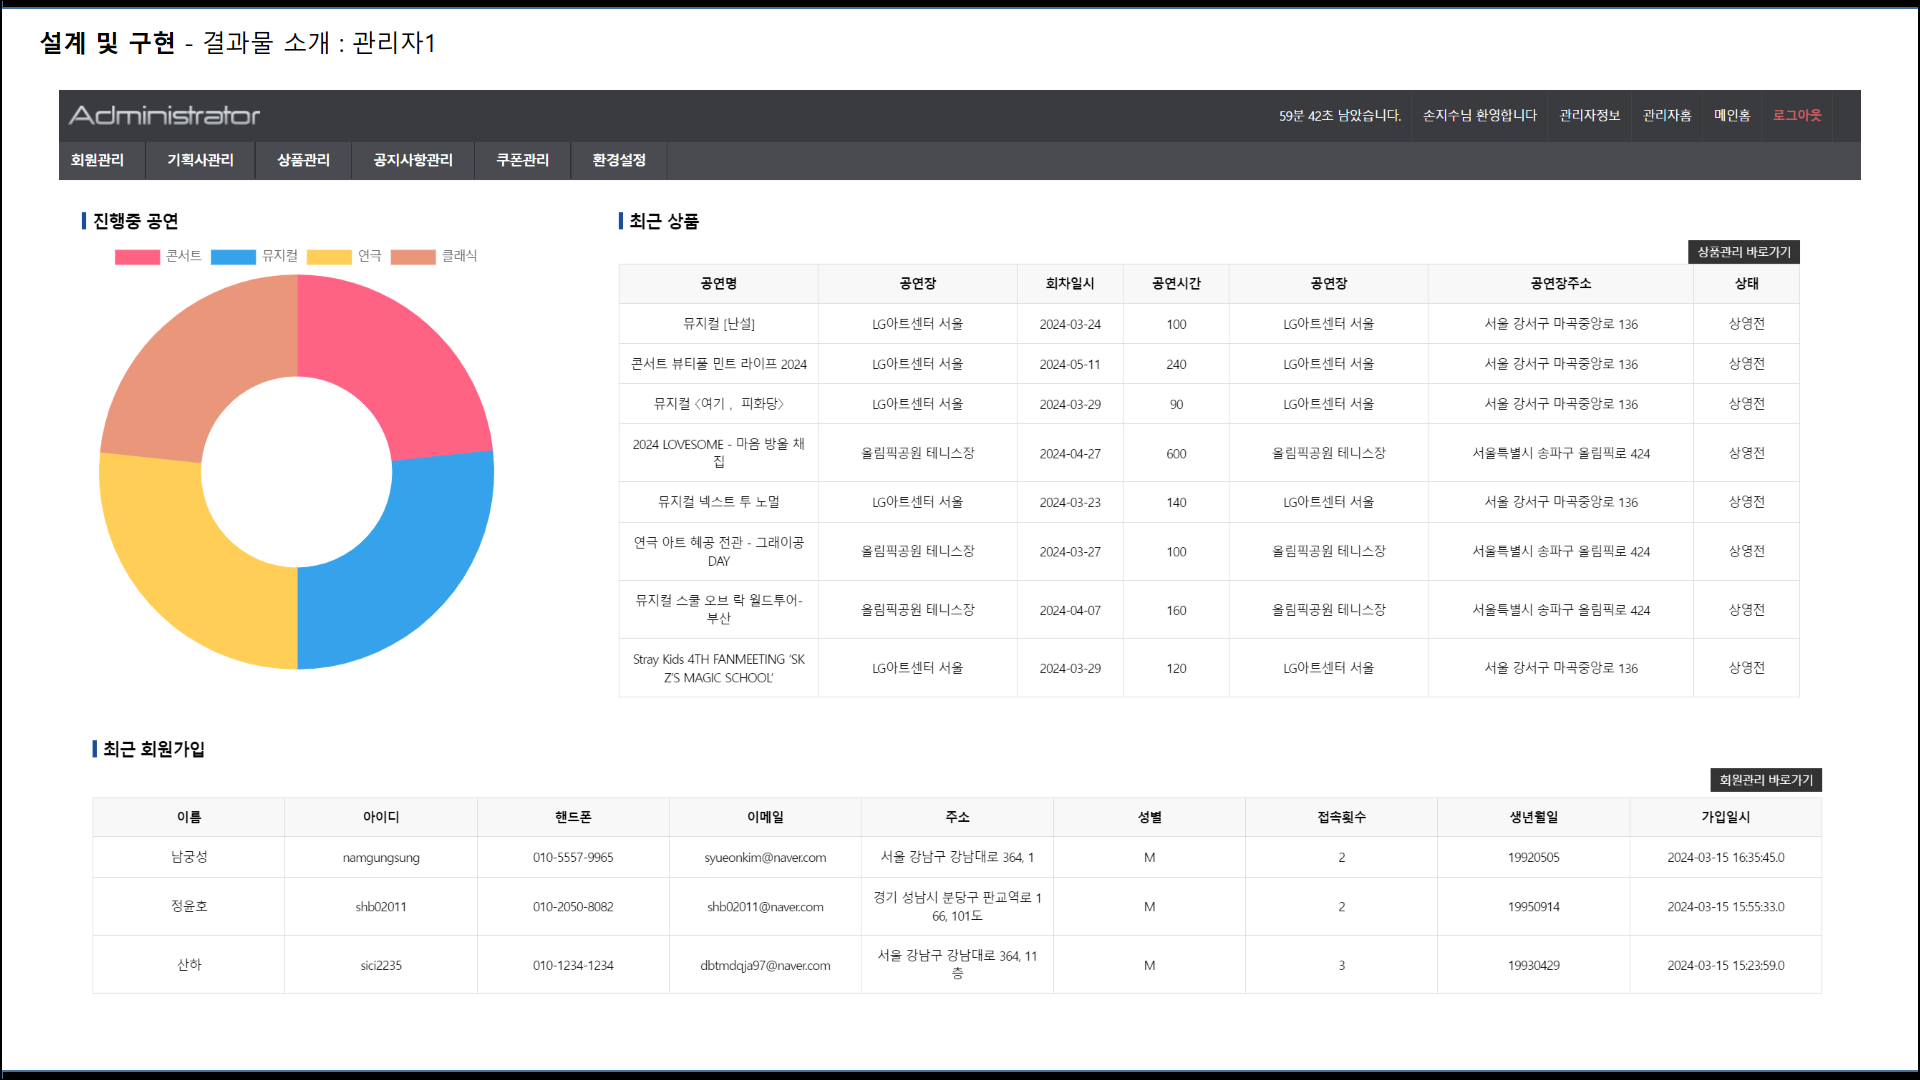 설계 및 구현 - 결과물 소개 : 관리자1
Administrator
59분 42초 남았습니다. 손지수님 환영합니다 관리자정보 관리자홈 메인홈 로그아웃
회원관리 기획사관리 상품관리 공지사항관리 쿠폰관리 환경설정
진행중 공연
콘서트 뮤지컬 연극 클래식
최근 상품
상품관리 바로가기
공연명 공연장 회차일시 공연시간 공연장 공연장주소 상태
뮤지컬 [난설] LG아트센터 서울 2024-03-24 100 LG아트센터 서울 서울 강서구 마곡중앙로 136 상영전
콘서트 뷰티풀 민트 라이프 2024 LG아트센터 서울 2024-05-11 240 LG아트센터 서울 서울 강서구 마곡중앙로 136 상영전
뮤지컬 〈여기， 피화당〉 LG아트센터 서울 2024-03-29 90 LG아트센터 서울 서울 강서구 마곡중앙로 136 상영전
2024 LOVESOME - 마음 방울 채
집 올림픽공원 테니스장 2024-04-27 600 올림픽공원 테니스장 서울특별시 송파구 올림픽로 424 상영전
뮤지컬 넥스트 투 노멀 LG아트센터 서울 2024-03-23 140 LG아트센터 서울 서울 강서구 마곡중앙로 136 상영전
연극 아트 혜공 전관 - 그래이공
DAY 올림픽공원 테니스장 2024-03-27 100 올림픽공원 테니스장 서울특별시 송파구 올림픽로 424 상영전
뮤지컬 스쿨 오브 락 월드투어-
부산 올림픽공원 테니스장 2024-04-07 160 올림픽공원 테니스장 서울특별시 송파구 올림픽로 424 상영전
Stray Kids 4TH FANMEETING 'SK
Z'S MAGIC SCHOOL' LG아트센터 서울 2024-03-29 120 LG아트센터 서울 서울 강서구 마곡중앙로 136 상영전
최근 회원가입
회원관리 바로가기
이름 아이디 핸드폰 이메일 주소 성별 접속횟수 생년월일 가입일시
남궁성 namgungsung 010-5557-9965 syueonkim@naver.com 서울 강남구 강남대로 364, 1 M 2 19920505 2024-03-15 16:35:45.0
정윤호 shb02011 010-2050-8082 shb02011@naver.com 경기 성남시 분당구 판교역로 1
66, 101도 M 2 19950914 2024-03-15 15:55:33.0
산하 sici2235 010-1234-1234 dbtmdqja97@naver.com 서울 강남구 강남대로 364, 11
층 M 3 19930429 2024-03-15 15:23:59.0